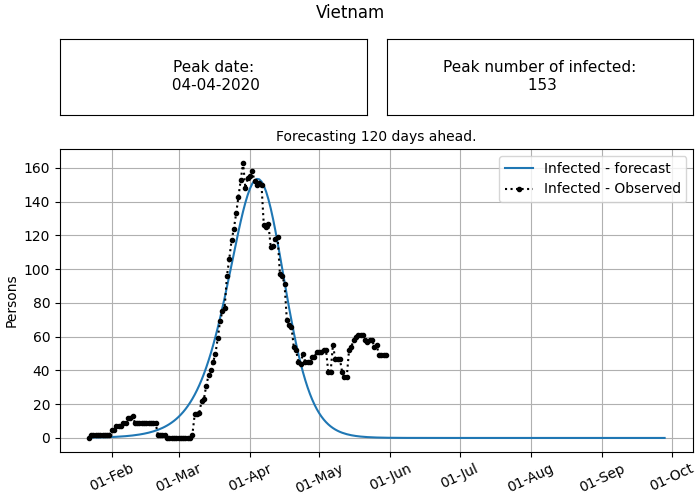 Vietnam
Peak date:
04-04-2020
Peak number of infected:
153
Forecasting 120 days ahead.
Infected - forecast
Infected - Observed
Persons
160
140
120
100
80
60
40
20
0
01-Feb
01-Mar
01-Apr
01-May
01-Jun
01-Jul
01-Aug
01-Sep
01-Oct